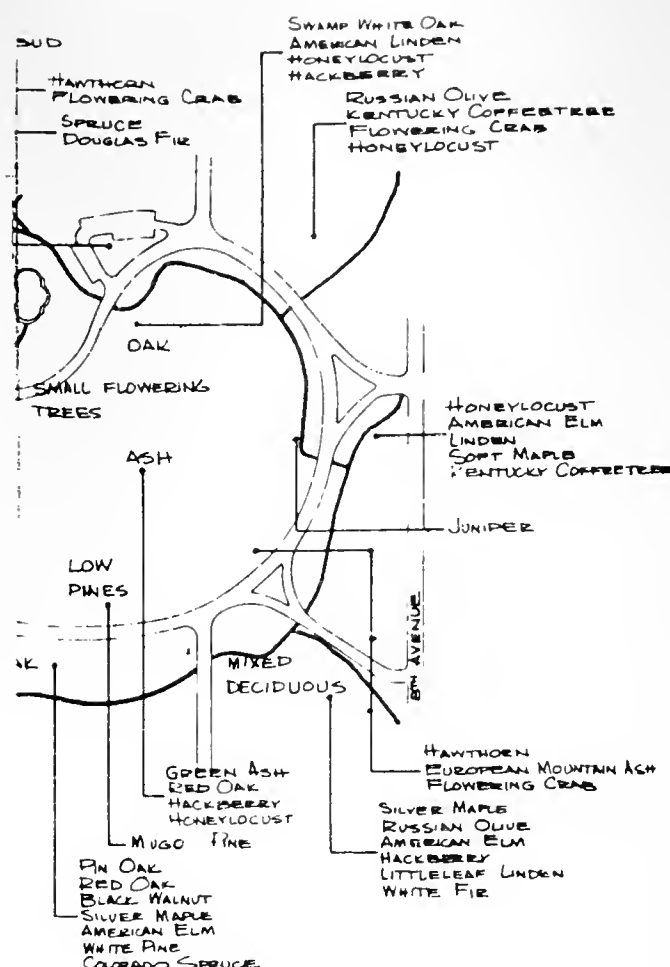 SWAMP WHITE OAK
AMERICAN LINDEN
HONEYLOCUST
HACKBERRY
HAWTHORN
FLOWERING CRAB
SPRUCE
DOUGLAS FIR
RUSSIAN OLIVE
KENTUCKY COFFEETREE
FLOWERING CRAB
HONEYLOCUST
OAK
SMALL FLOWERING
TREES
HONEYLOCUST
AMERICAN ELM
LINDEN
SOFT MAPLE
KENTUCKY COFFEETREE
ASH
JUNIPER
LOW
PINES
8TH AVENUE
MIXED
DECIDUOUS
HAWTHORN
EUROPEAN MOUNTAIN ASH
FLOWERING CRAB
GREEN ASH
RED OAK
HACKBERRY
HONEYLOCUST
MUGO PINE
SILVER MAPLE
RUSSIAN OLIVE
AMERICAN ELM
HACKBERRY
LITTLELEAF LINDEN
WHITE FIR
PIN OAK
RED OAK
BLACK WALNUT
SILVER MAPLE
AMERICAN ELM
WHITE PINE
COLORADO SPRUCE